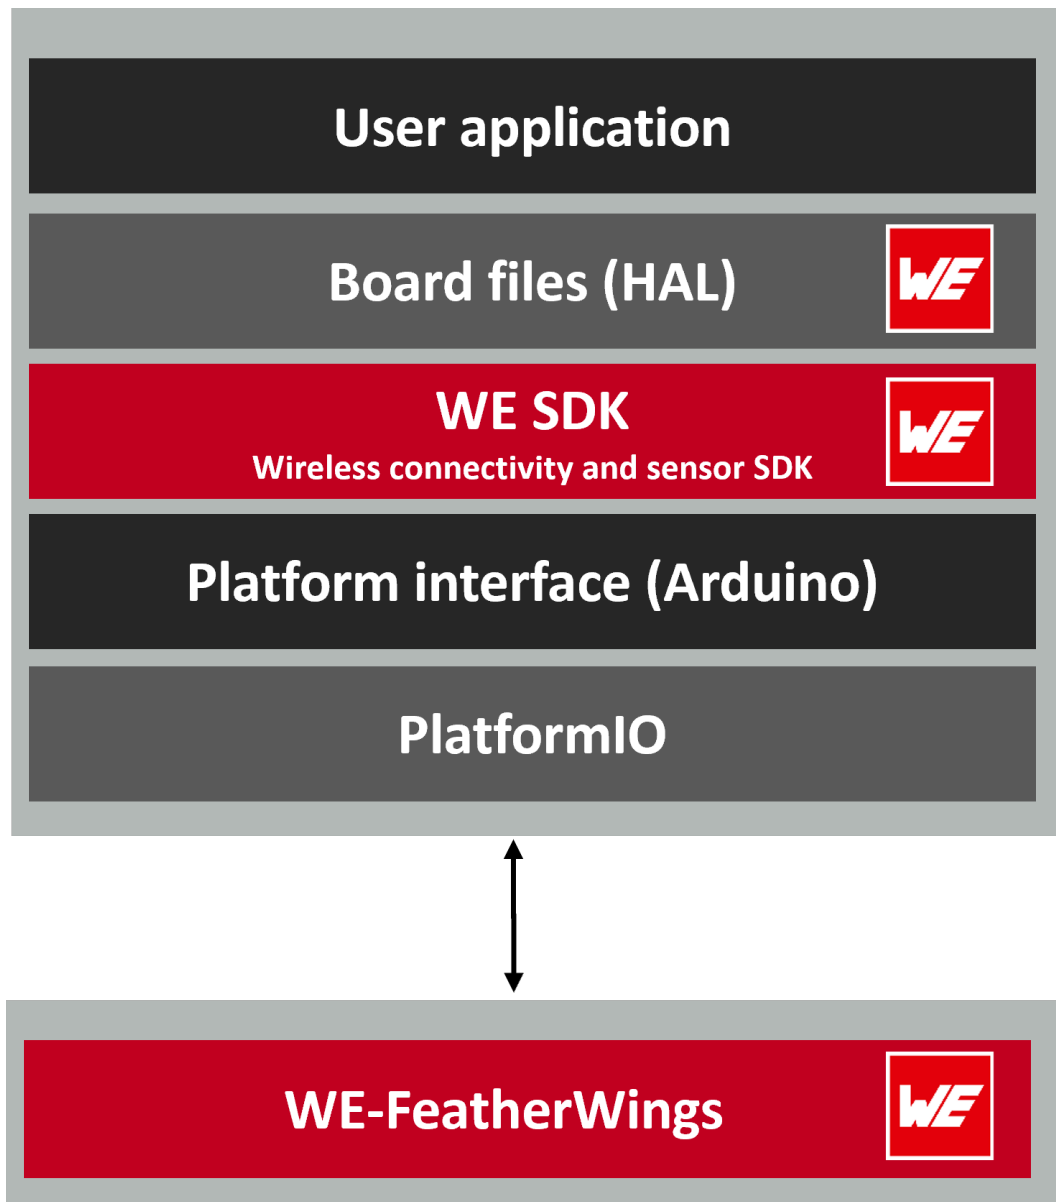 User application
Board files (HAL)
WE
WE SDK
Wireless connectivity and sensor SDK
WE
Platform interface (Arduino)
PlatformIO
WE-FeatherWings
WE